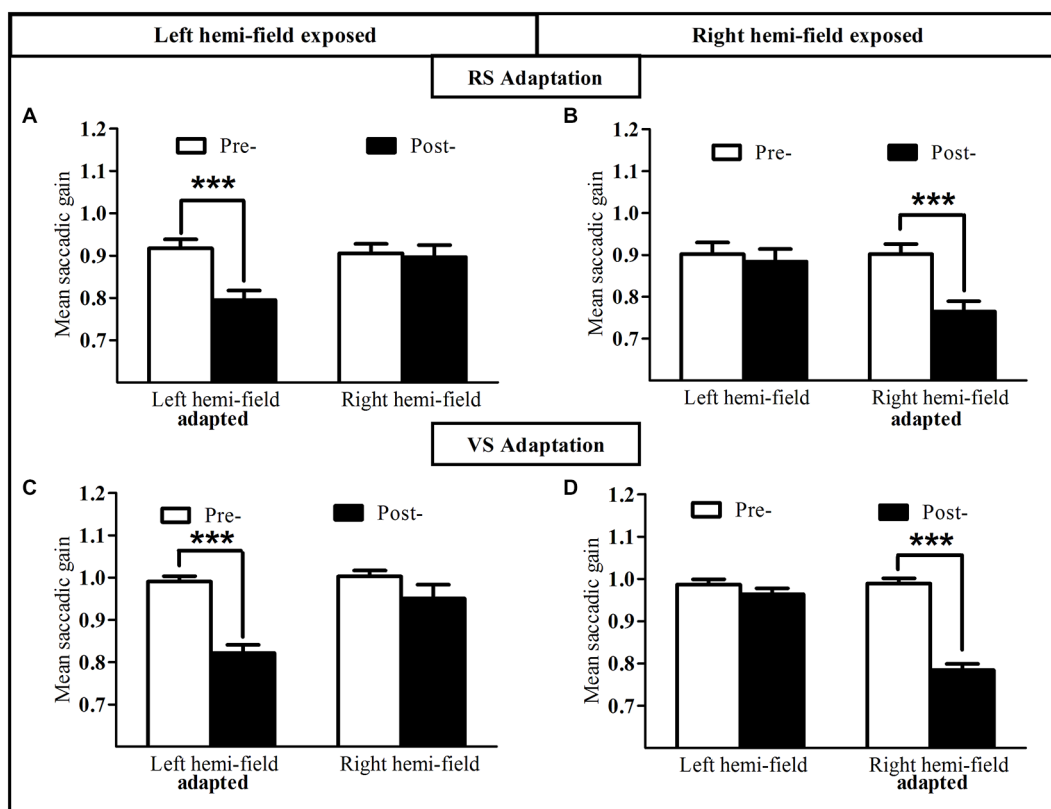 Left hemi-field exposed
Right hemi-field exposed
RS Adaptation
A
Pre-
Post-
***
Mean saccadic gain
1.2
1.1
1.0
0.9
0.8
0.7
Left hemi-field
adapted
Right hemi-field
B
Pre-
Post-
***
Mean saccadic gain
1.2
1.1
1.0
0.9
0.8
0.7
Left hemi-field
Right hemi-field
adapted
VS Adaptation
C
Pre-
Post-
***
Mean saccadic gain
1.2
1.1
1.0
0.9
0.8
0.7
Left hemi-field
adapted
Right hemi-field
D
Pre-
Post-
***
Mean saccadic gain
1.2
1.1
1.0
0.9
0.8
0.7
Left hemi-field
Right hemi-field
adapted